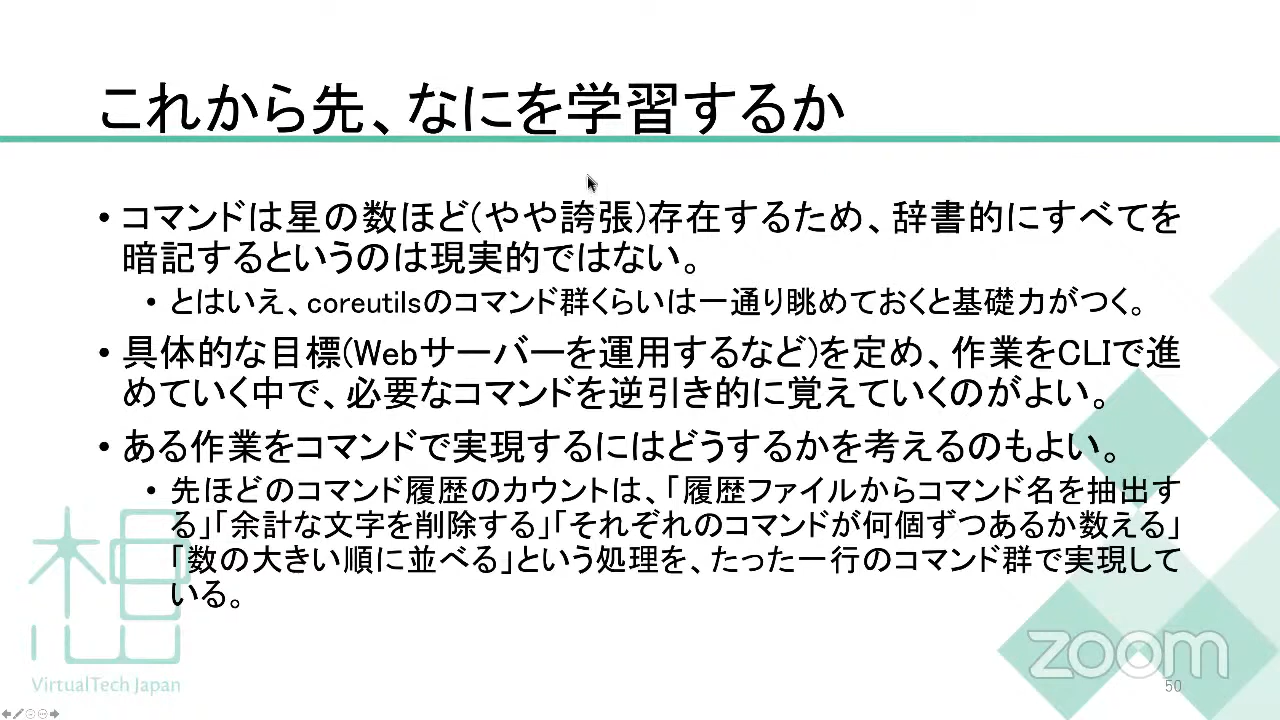 これから先、なにを学習するか
• コマンドは星の数ほど(やや誇張)存在するため、辞書的にすべてを
暗記するというのは現実的ではない。
• とはいえ、coreutilsのコマンド群くらいは一通り眺めておくと基礎力がつく。
• 具体的な目標(Webサーバーを運用するなど)を定め、作業をCLIで進
めていく中で、必要なコマンドを逆引き的に覚えていくのがよい。
• ある作業をコマンドで実現するにはどうするかを考えるのもよい。
• 先ほどのコマンド履歴のカウントは、「履歴ファイルからコマンド名を抽出す
る」「余計な文字を削除する」「それぞれのコマンドが何個ずつあるか数える」
「数の大きい順に並べる」という処理を、たった一行のコマンド群で実現して
いる。
想
VirtualTech Japan
zoom
50